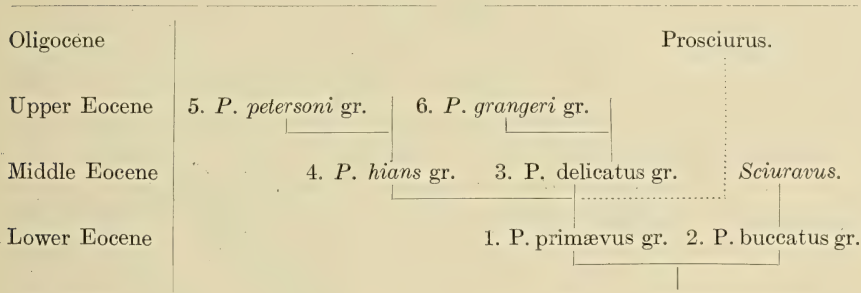 Oligocene Prosciurus.
Upper Eocene 5. P. petersoni gr. 6. P. grangeri gr.
Middle Eocene 4. P. hians gr. 3. P. delicatus gr. Sciuravus.
Lower Eocene 1. P. primævus gr. 2. P. buccatus gr.